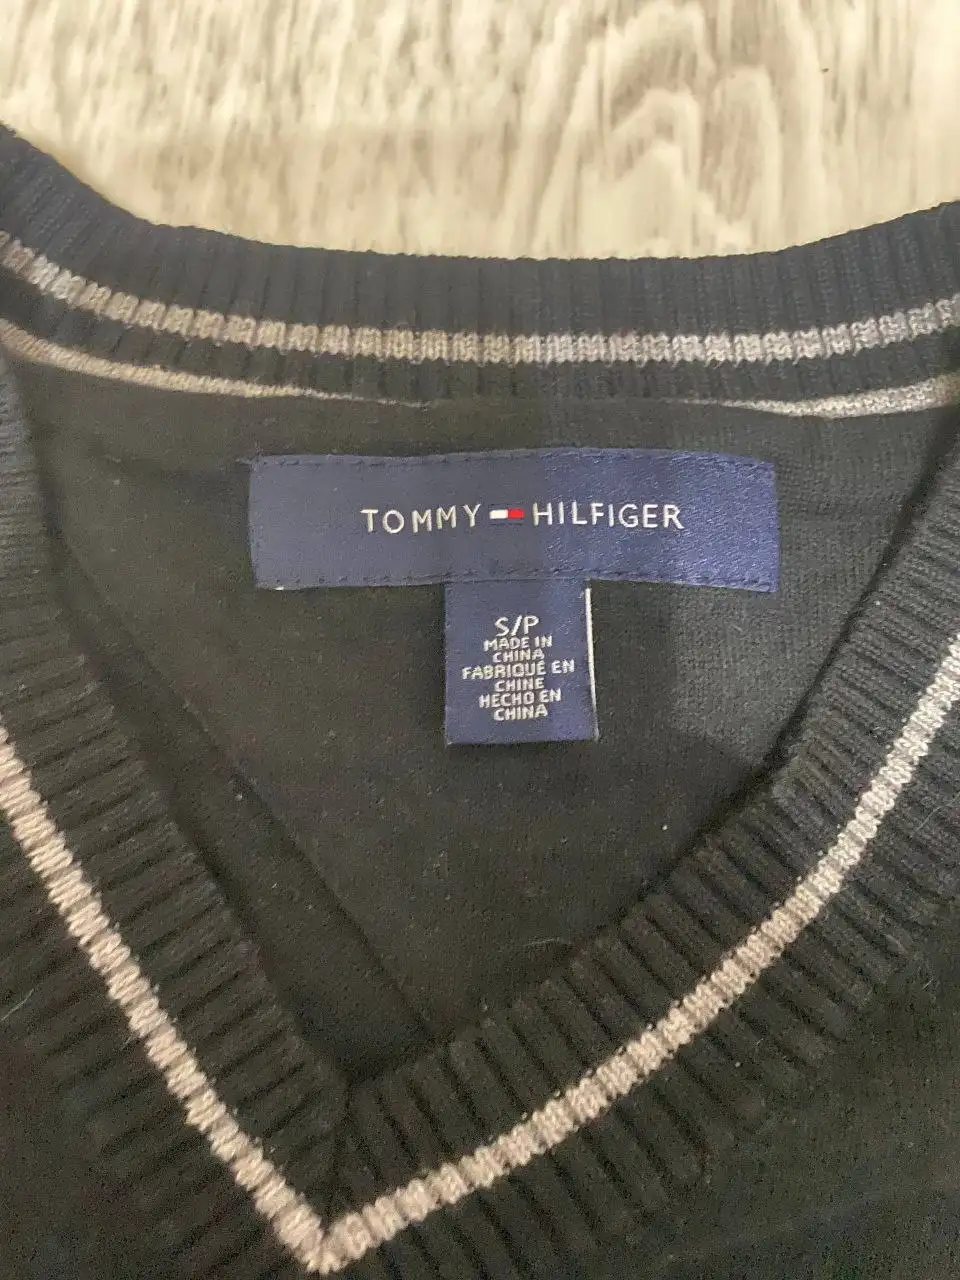 TOMMY HILFIGER
S/P
MADE IN
CHINA
FABRIQUÉ EN
CHINE
HECHO EN
CHINA